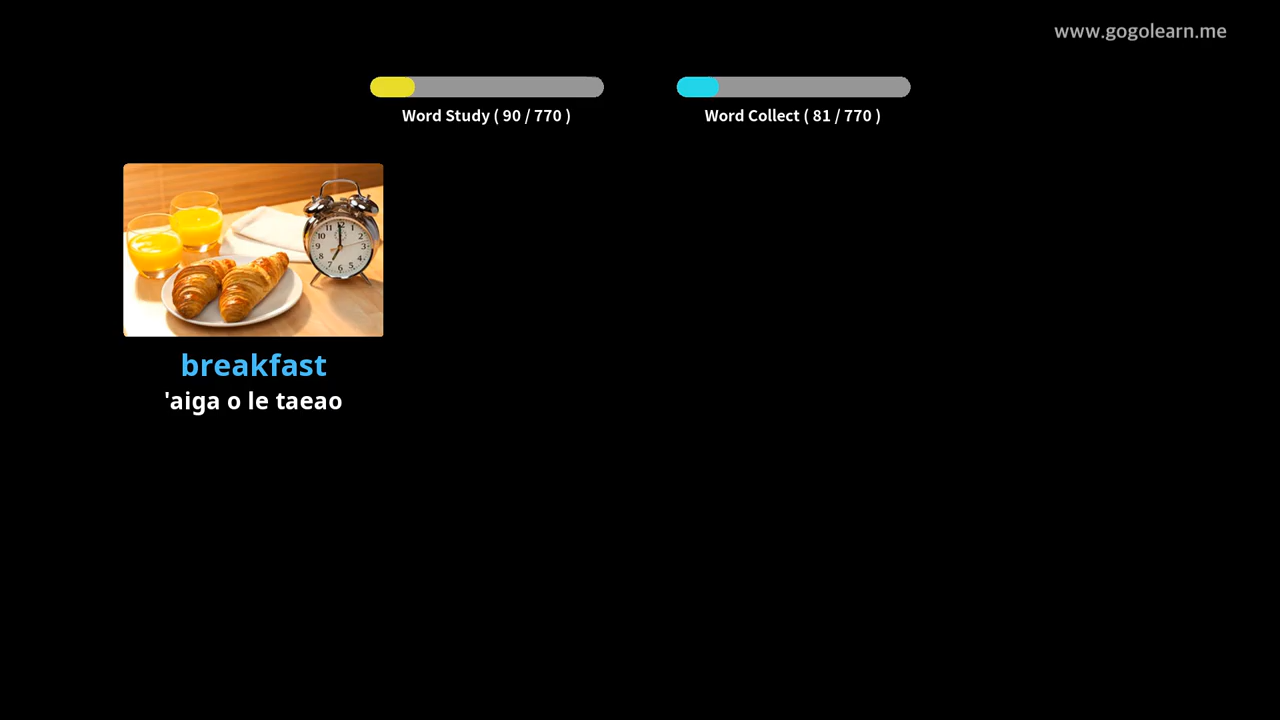 www.gogolearn.me
Word Study ( 90 / 770 )
Word Collect ( 81 / 770 )
breakfast
'aiga o le taeao